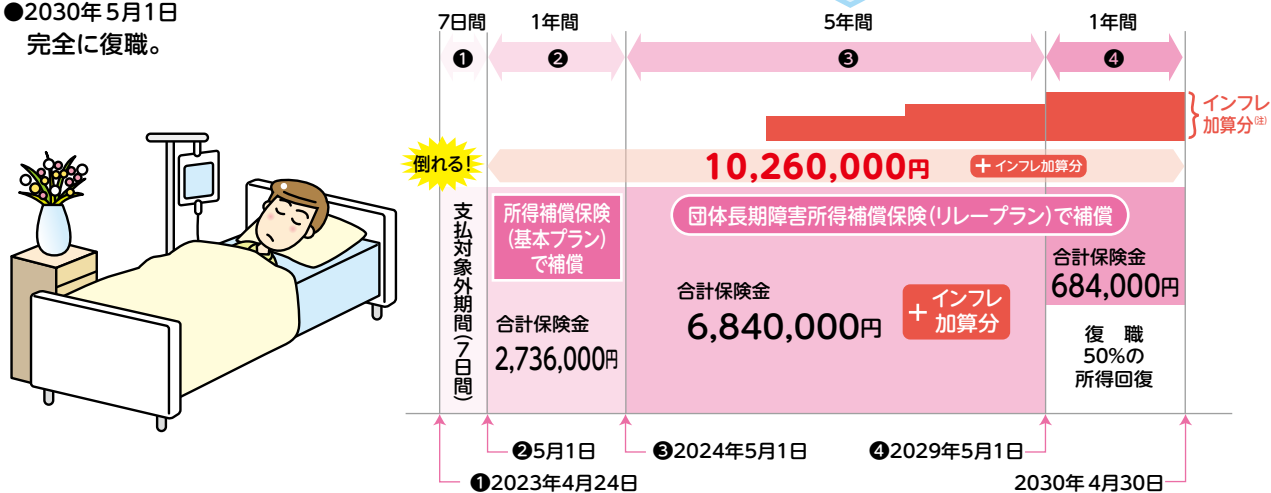 ●2030年5月1日
完全に復職。
7日間
1年間
5年間
1年間
❶
❷
❸
❹
インフレ
加算分(注)
倒れる!
10,260,000円
＋インフレ加算分
支払対象外期間(7日間)
所得補償保険
(基本プラン)
で補償
団体長期障害所得補償保険(リレープラン)で補償
合計保険金
2,736,000円
合計保険金
6,840,000円
＋インフレ
加算分
合計保険金
684,000円
復　職
50%の
所得回復
❷5月1日
❸2024年5月1日
❹2029年5月1日
❶2023年4月24日
2030年4月30日